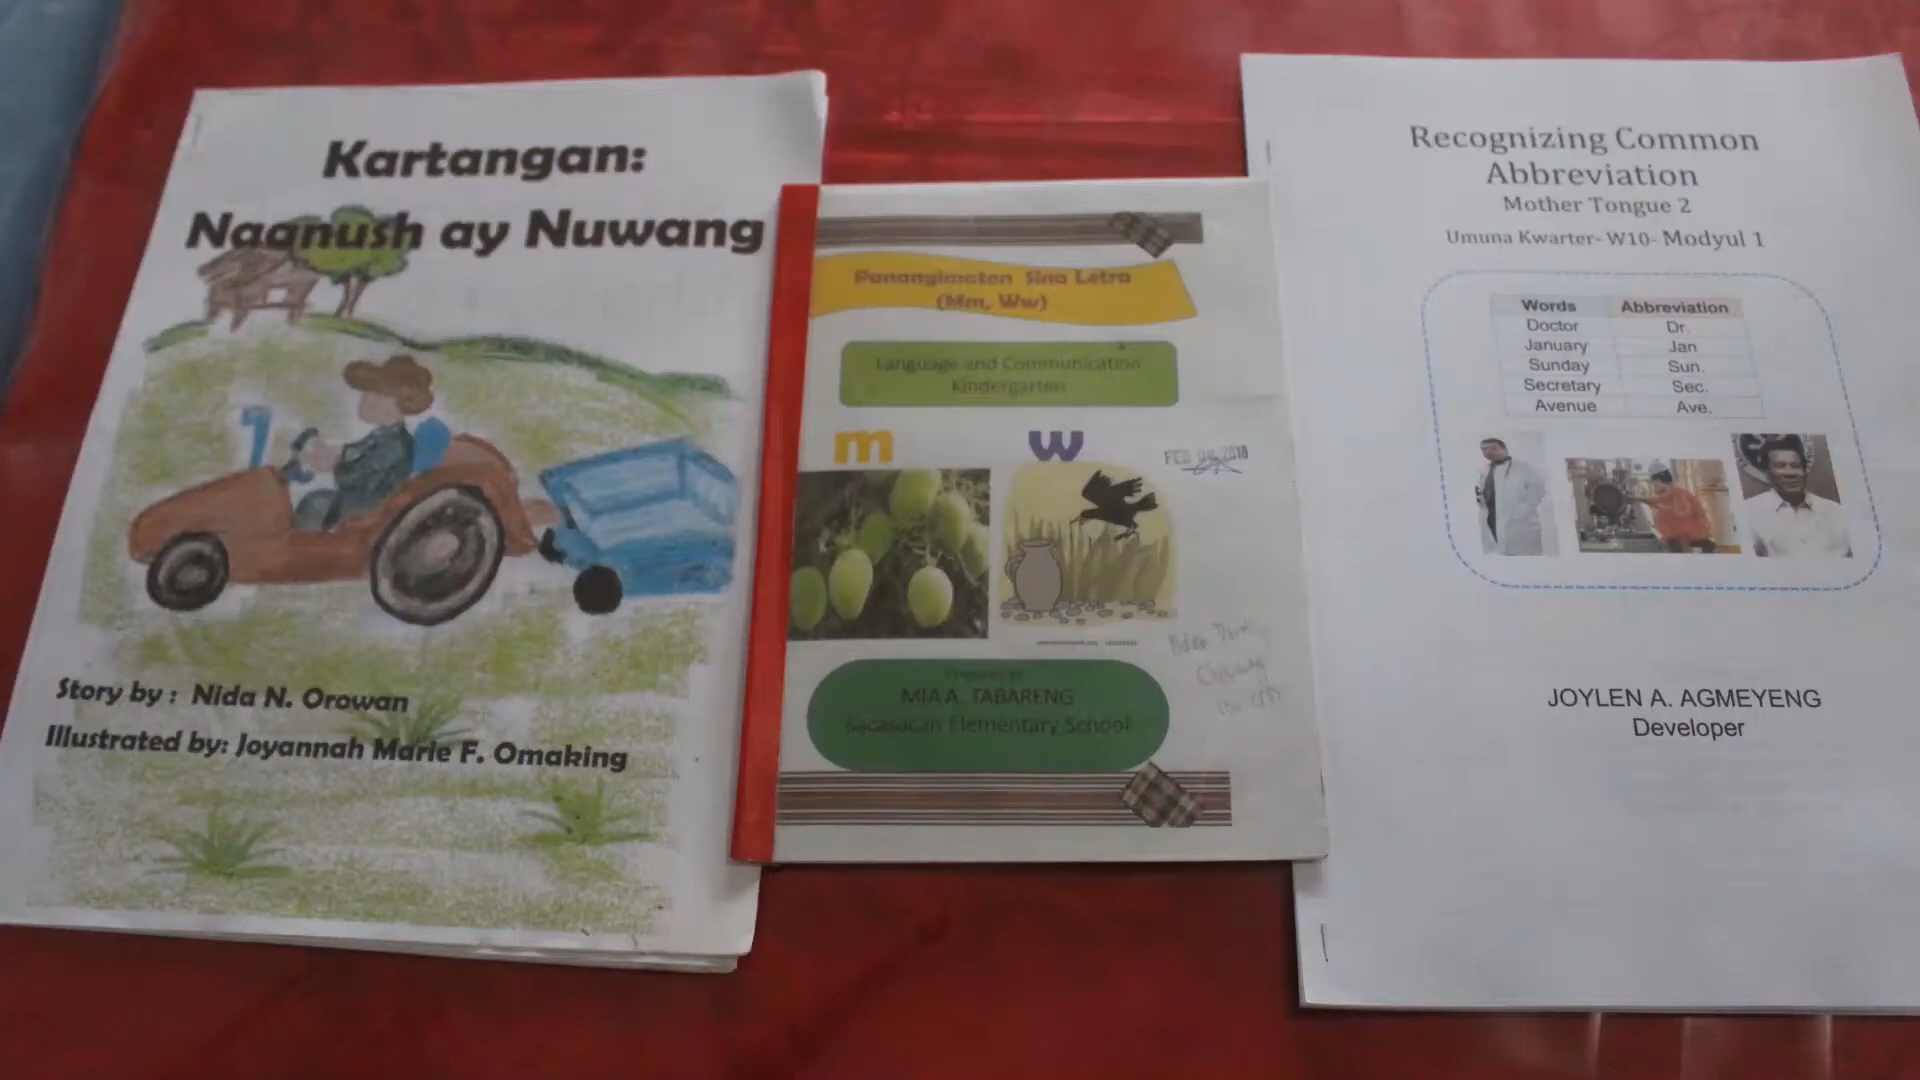 Kartangan:
Naanush ay Nuwang
Story by : Nida N. Orowan
Illustrated by: Joyannah Marie F. Omaking
Panangimaten Sina Letra
(Mm, Ww)
Language and Communication
Kindergarten
m
w
FEB 2018
MIA A. TABARENG
Sacasacan Elementary School
Recognizing Common
Abbreviation
Mother Tongue 2
Umuna Kwarter- W10- Modyul 1
Words Abbreviation
Doctor Dr.
January Jan
Sunday Sun.
Secretary Sec.
Avenue Ave.
JOYLEN A. AGMEYENG
Developer